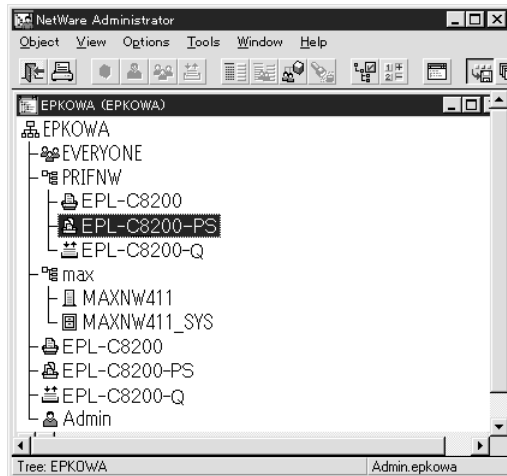 NetWare Administrator
Object View Options Tools Window Help
EPKOWA (EPKOWA)
EPKOWA
EVERYONE
PRIFNW
EPL-C8200
EPL-C8200-PS
EPL-C8200-Q
max
MAXNW411
MAXNW411_SYS
EPL-C8200
EPL-C8200-PS
EPL-C8200-Q
Admin
Tree: EPKOWA Admin.epkowa